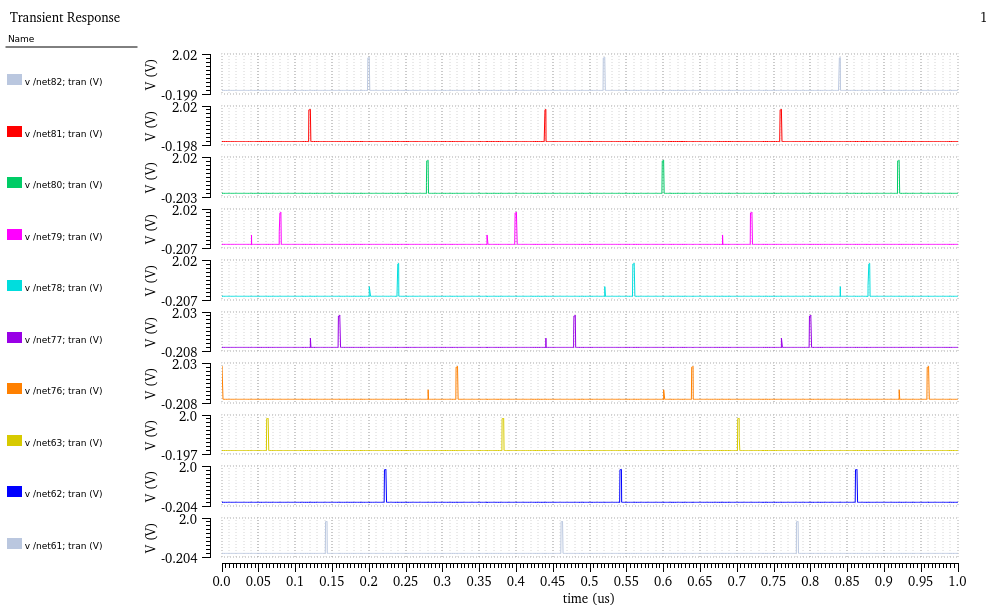 Transient Response
1
Name
v /net82; tran (V)
V (V)
2.02
-0.199
v /net81; tran (V)
V (V)
2.02
-0.198
v /net80; tran (V)
V (V)
2.02
-0.203
v /net79; tran (V)
V (V)
2.02
-0.207
v /net78; tran (V)
V (V)
2.02
-0.207
v /net77; tran (V)
V (V)
2.03
-0.208
v /net76; tran (V)
V (V)
2.03
-0.208
v /net63; tran (V)
V (V)
2.0
-0.197
v /net62; tran (V)
V (V)
2.0
-0.204
v /net61; tran (V)
V (V)
2.0
-0.204
0.0 0.05 0.1 0.15 0.2 0.25 0.3 0.35 0.4 0.45 0.5 0.55 0.6 0.65 0.7 0.75 0.8 0.85 0.9 0.95 1.0
time (us)